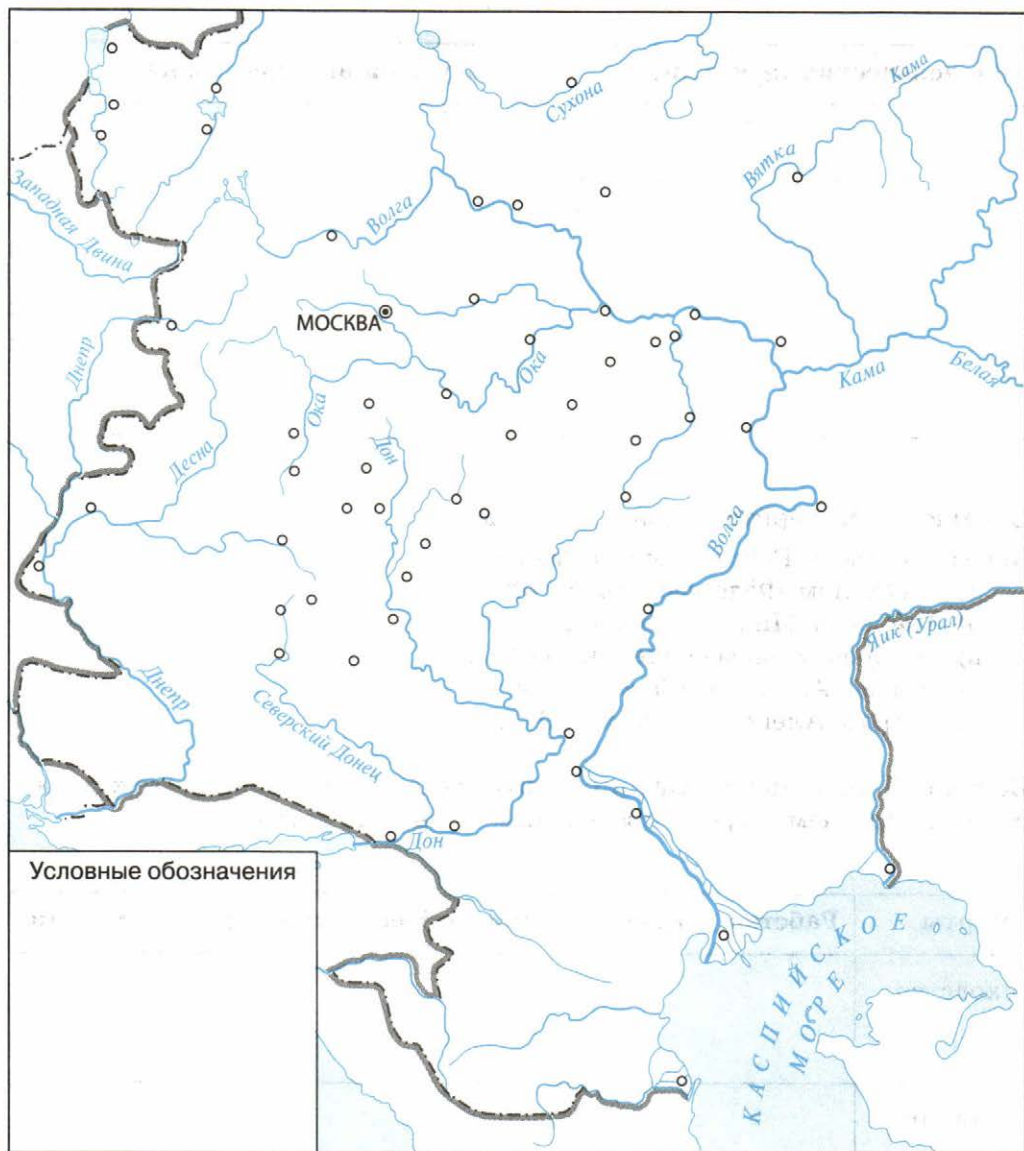 Кама
Сухона
Вятка
Западная Двина
Волга
МОСКВА
Днепр
Ока
Кама
Белая
Ока
Десна
Дон
Волга
Яик (Урал)
Днепр
Северский Донец
Дон
Условные обозначения
КАСПИЙСКОЕ
МОРЕ